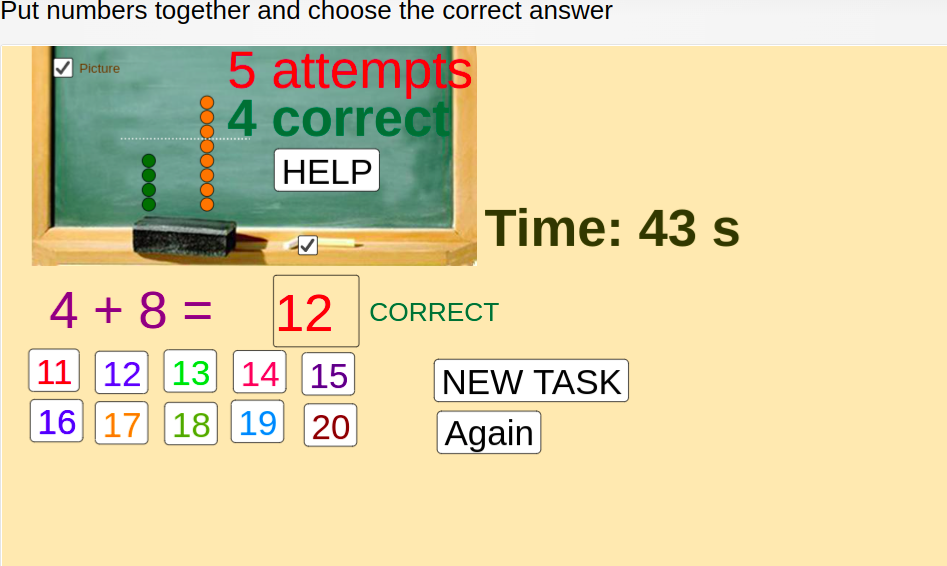 Put numbers together and choose the correct answer
Picture
5 attempts
4 correct
HELP
Time: 43 s
4 + 8 = 12 CORRECT
11 12 13 14 15
16 17 18 19 20
NEW TASK
Again